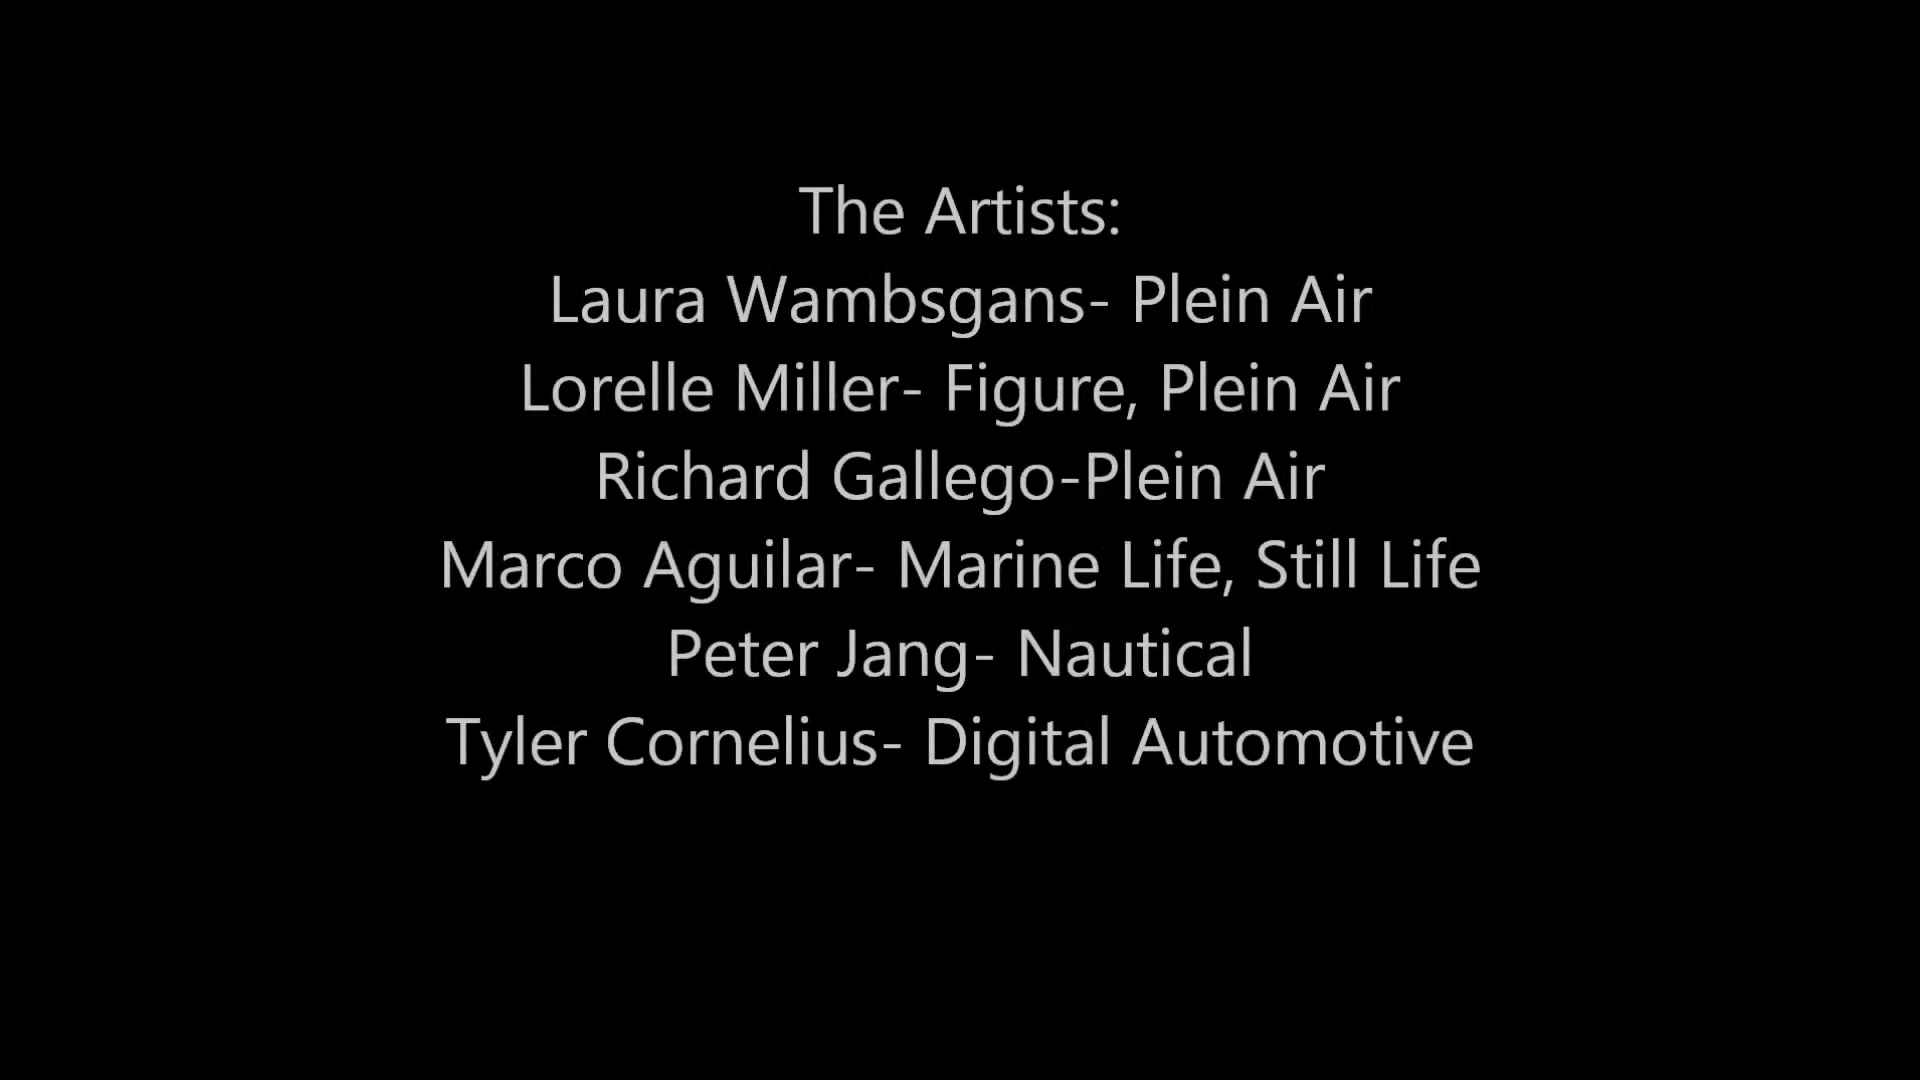 The Artists:
Laura Wambsgans- Plein Air
Lorelle Miller- Figure, Plein Air
Richard Gallego-Plein Air
Marco Aguilar- Marine Life, Still Life
Peter Jang- Nautical
Tyler Cornelius- Digital Automotive